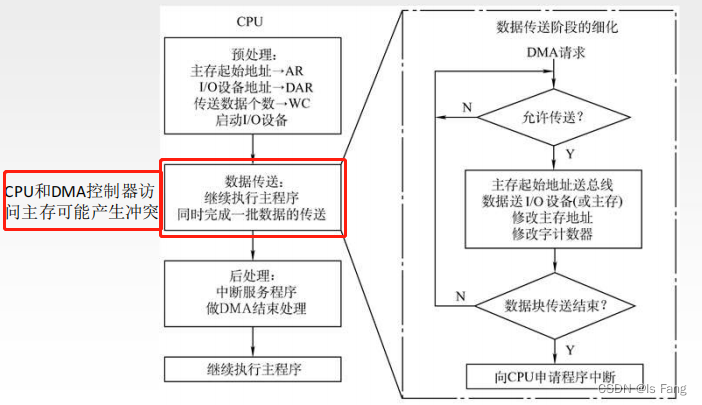 CPU
预处理：
主存起始地址→AR
I/O设备地址→DAR
传送数据个数→WC
启动I/O设备
CPU和DMA控制器访
问主存可能产生冲突
数据传送：
继续执行主程序
同时完成一批数据的传送
后处理：
中断服务程序
做DMA结束处理
继续执行主程序
数据传送阶段的细化
DMA请求
N
允许传送？
Y
主存起始地址送总线
数据送I/O设备(或主存)
修改主存地址
修改字计数器
N
数据块传送结束？
Y
向CPU申请程序中断
CSDN @Is Fang